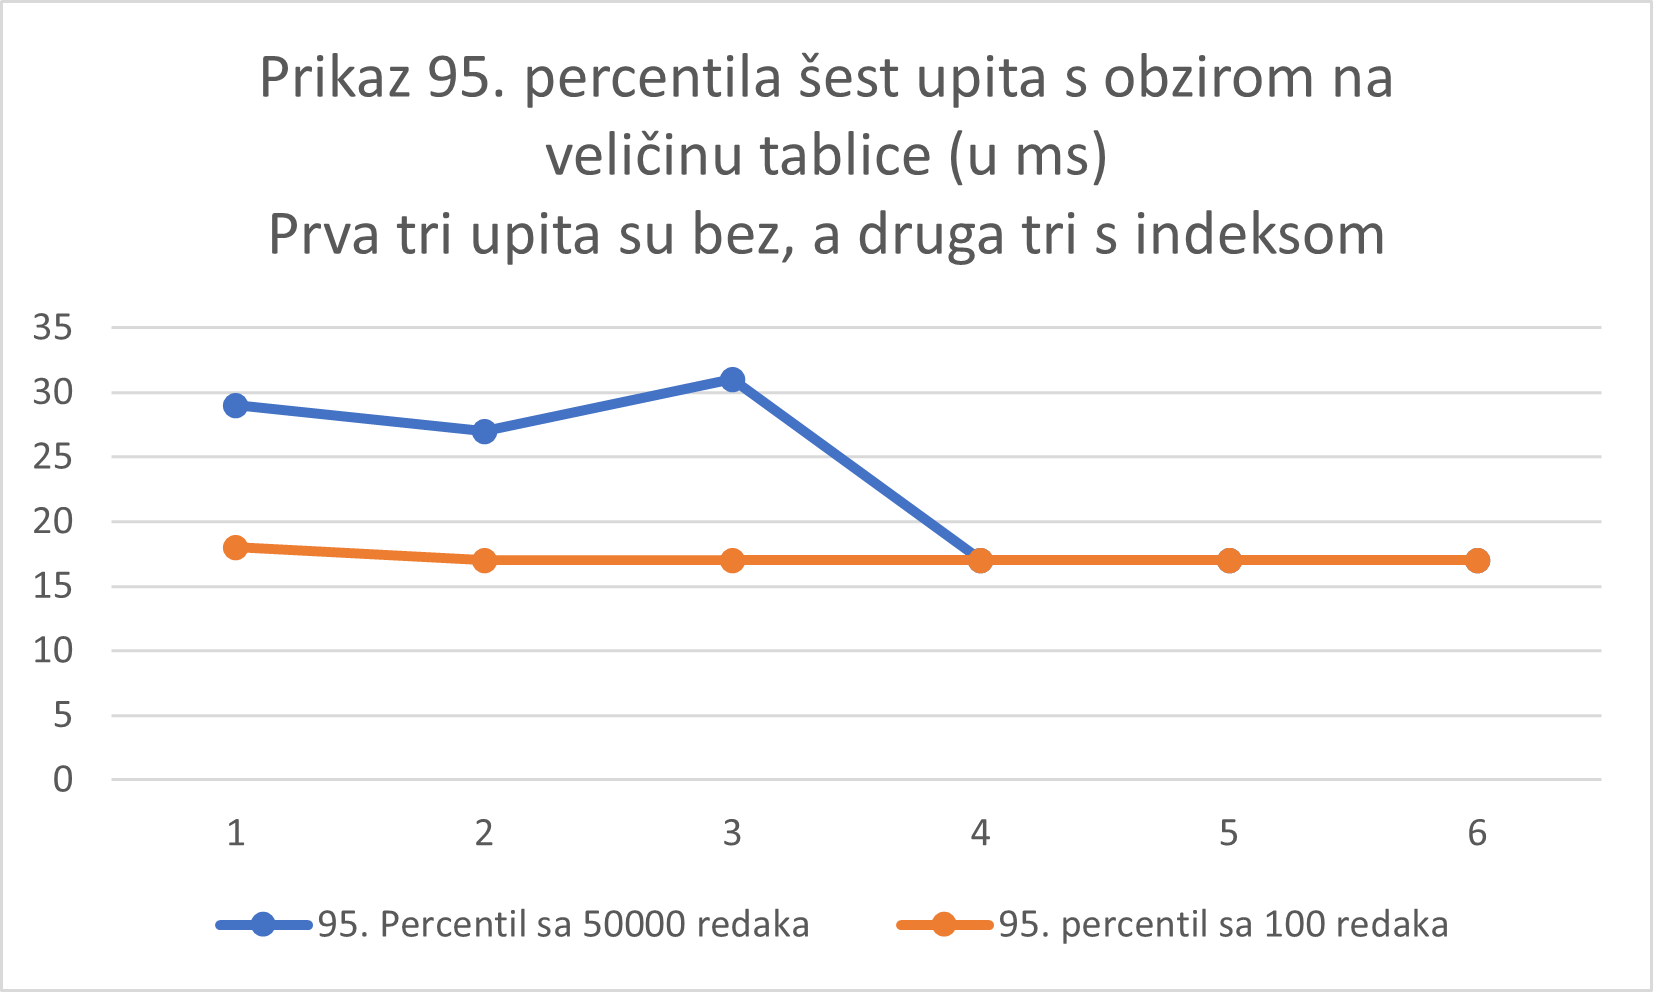 Prikaz 95. percentila šest upita s obzirom na
veličinu tablice (u ms)
Prva tri upita su bez, a druga tri s indeksom
35
30
25
20
15
10
5
0
1 2 3 4 5 6
95. Percentil sa 50000 redaka 95. percentil sa 100 redaka